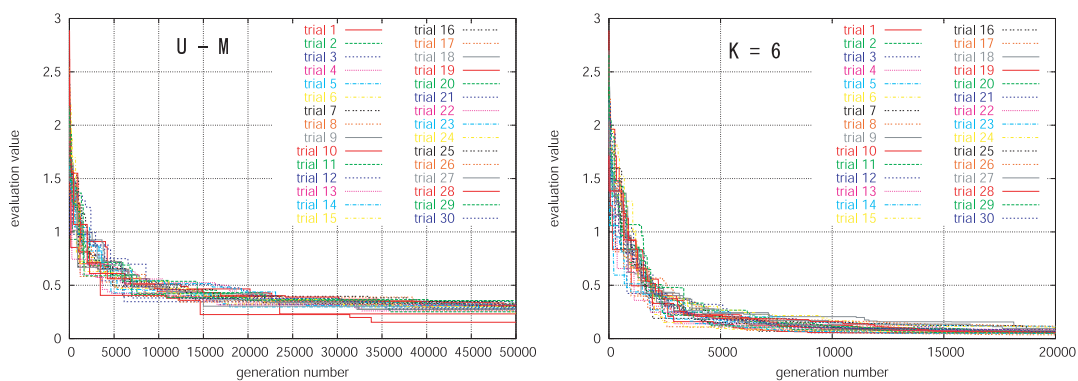 3
2.5
2
1.5
1
0.5
0
evaluation value
U - M
trial 1 trial 16
trial 2 trial 17
trial 3 trial 18
trial 4 trial 19
trial 5 trial 20
trial 6 trial 21
trial 7 trial 22
trial 8 trial 23
trial 9 trial 24
trial 10 trial 25
trial 11 trial 26
trial 12 trial 27
trial 13 trial 28
trial 14 trial 29
trial 15 trial 30
0 5000 10000 15000 20000 25000 30000 35000 40000 45000 50000
generation number
3
2.5
2
1.5
1
0.5
0
evaluation value
K = 6
trial 1 trial 16
trial 2 trial 17
trial 3 trial 18
trial 4 trial 19
trial 5 trial 20
trial 6 trial 21
trial 7 trial 22
trial 8 trial 23
trial 9 trial 24
trial 10 trial 25
trial 11 trial 26
trial 12 trial 27
trial 13 trial 28
trial 14 trial 29
trial 15 trial 30
0 5000 10000 15000 20000
generation number